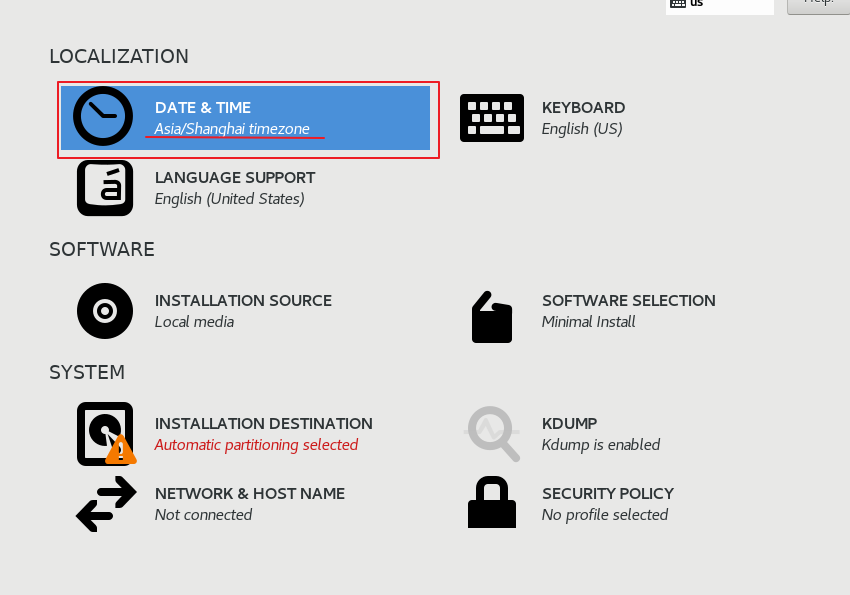 us
Help!
LOCALIZATION
DATE & TIME
Asia/Shanghai timezone
KEYBOARD
English (US)
LANGUAGE SUPPORT
English (United States)
SOFTWARE
INSTALLATION SOURCE
Local media
SOFTWARE SELECTION
Minimal Install
SYSTEM
INSTALLATION DESTINATION
Automatic partitioning selected
KDUMP
Kdump is enabled
NETWORK & HOST NAME
Not connected
SECURITY POLICY
No profile selected